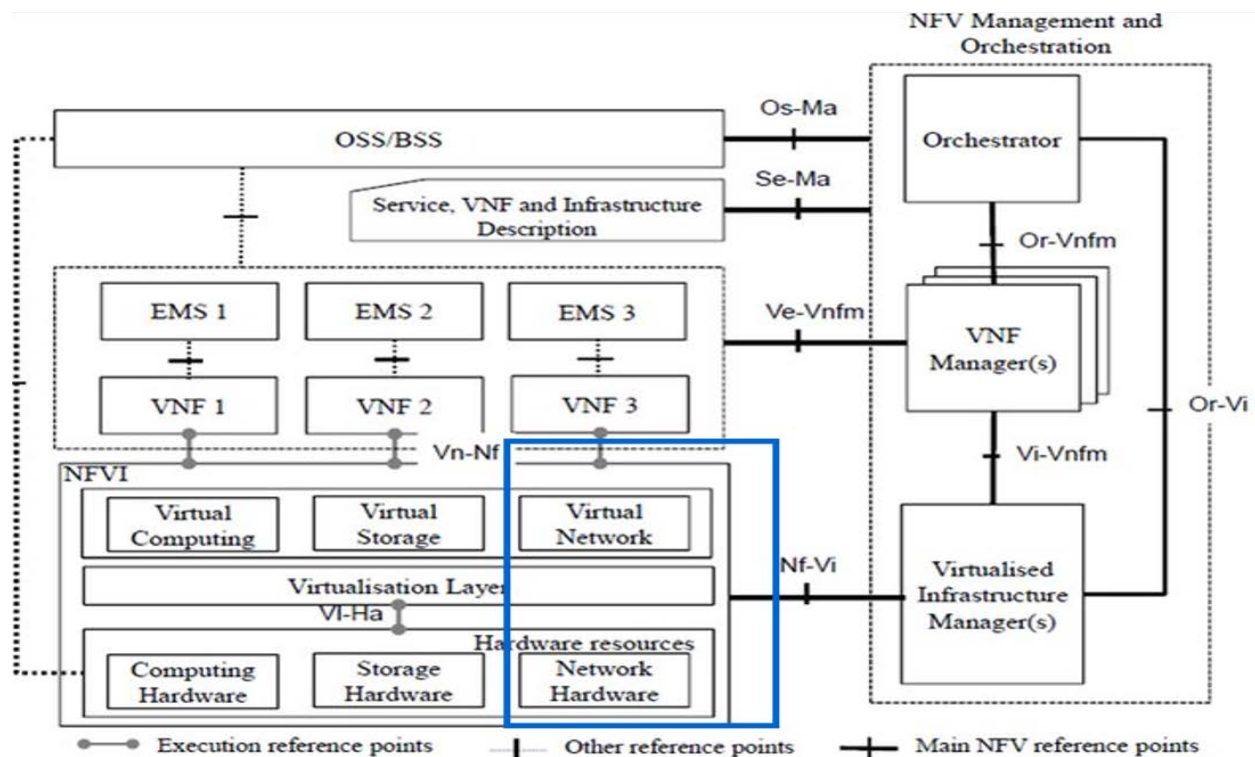 NFV Management and
Orchestration
Os-Ma
OSS/BSS
Orchestrator
Se-Ma
Service, VNF and Infrastructure
Description
Or-Vnfm
EMS 1
EMS 2
EMS 3
Ve-Vnfm
VNF
Manager(s)
VNF 1
VNF 2
VNF 3
Or-Vi
Vn-Nf
Vi-Vnfm
NFVI
Virtual
Computing
Virtual
Storage
Virtual
Network
Nf-Vi
Virtualisation Layer
Virtualised
Infrastructure
Manager(s)
VI-Ha
Hardware resources
Computing
Hardware
Storage
Hardware
Network
Hardware
Execution reference points
Other reference points
Main NFV reference points